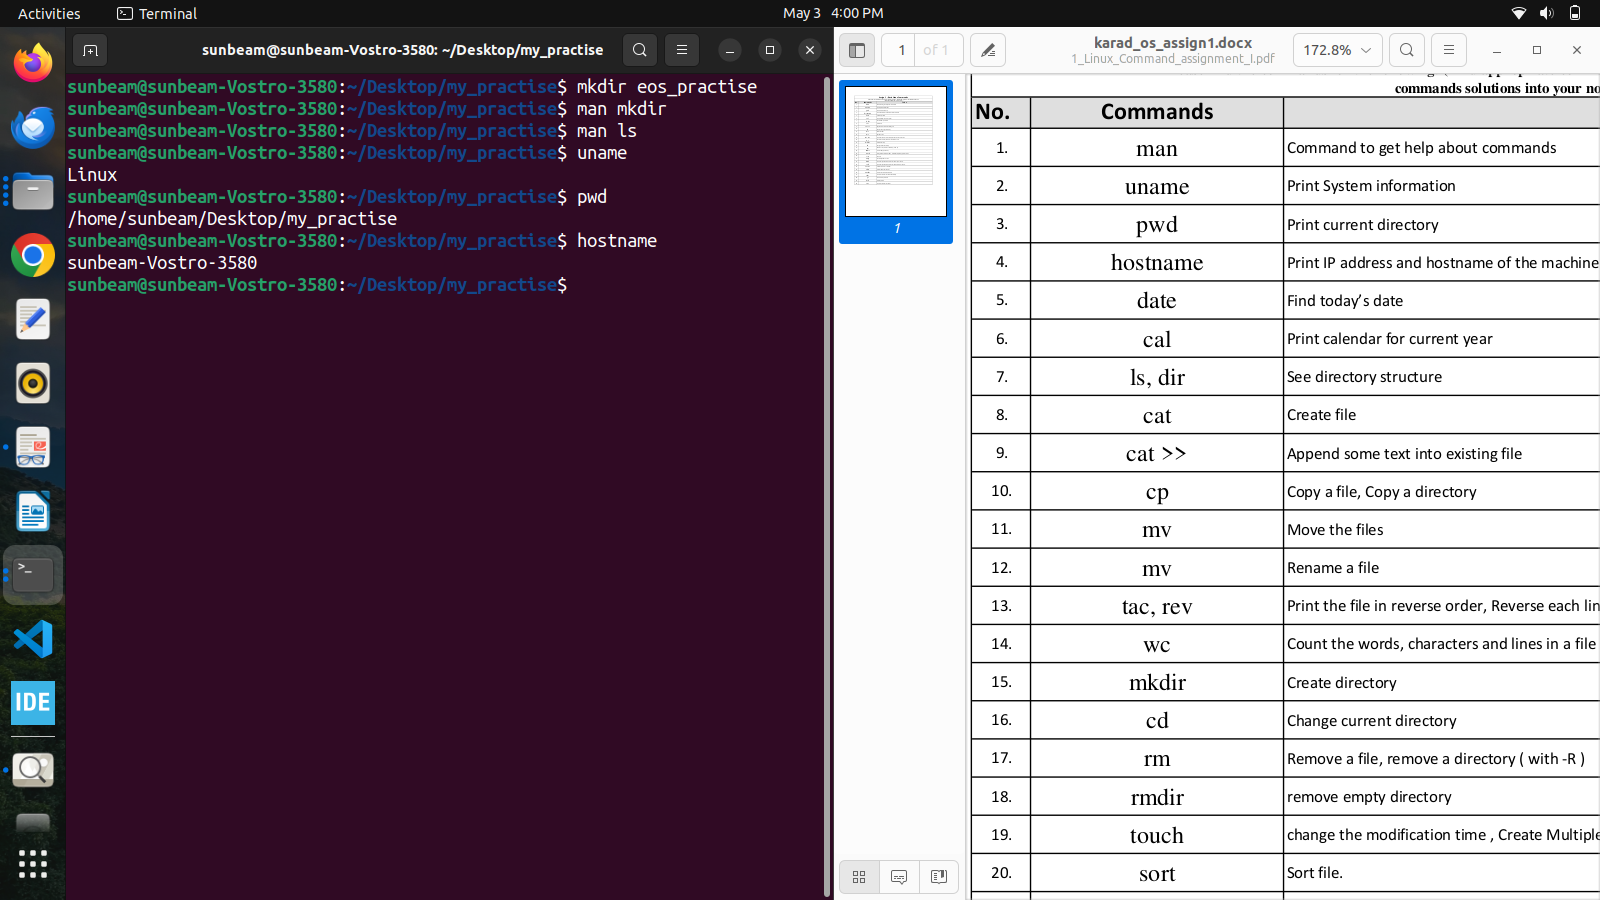 Activities
Terminal
May 3 4:00 PM
sunbeam@sunbeam-Vostro-3580: ~/Desktop/my_practise
sunbeam@sunbeam-Vostro-3580:~/Desktop/my_practise$ mkdir eos_practise
sunbeam@sunbeam-Vostro-3580:~/Desktop/my_practise$ man mkdir
sunbeam@sunbeam-Vostro-3580:~/Desktop/my_practise$ man ls
sunbeam@sunbeam-Vostro-3580:~/Desktop/my_practise$ uname
Linux
sunbeam@sunbeam-Vostro-3580:~/Desktop/my_practise$ pwd
/home/sunbeam/Desktop/my_practise
sunbeam@sunbeam-Vostro-3580:~/Desktop/my_practise$ hostname
sunbeam-Vostro-3580
sunbeam@sunbeam-Vostro-3580:~/Desktop/my_practise$
IDE
1 of 1
karad_os_assign1.docx
1_Linux_Command_assignment_I.pdf
172.8%
1
commands solutions into your no
No. Commands
1. man Command to get help about commands
2. uname Print System information
3. pwd Print current directory
4. hostname Print IP address and hostname of the machine
5. date Find today’s date
6. cal Print calendar for current year
7. ls, dir See directory structure
8. cat Create file
9. cat >> Append some text into existing file
10. cp Copy a file, Copy a directory
11. mv Move the files
12. mv Rename a file
13. tac, rev Print the file in reverse order, Reverse each lin
14. wc Count the words, characters and lines in a file
15. mkdir Create directory
16. cd Change current directory
17. rm Remove a file, remove a directory ( with -R )
18. rmdir remove empty directory
19. touch change the modification time , Create Multiple
20. sort Sort file.